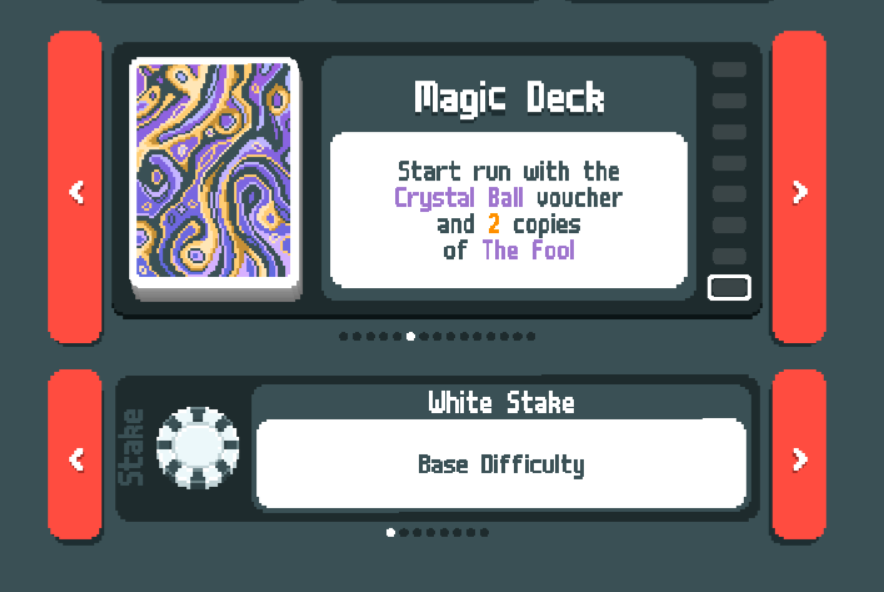 Magic Deck
Start run with the
Crystal Ball voucher
and 2 copies
of The Fool
Stake
White Stake
Base Difficulty